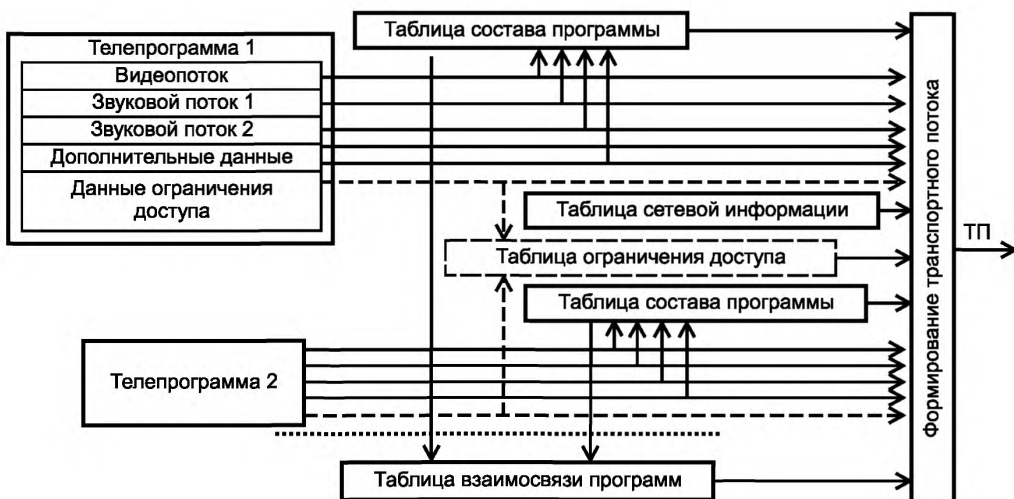 Таблица состава программы
Телепрограмма 1
Видеопоток
Звуковой поток 1
Звуковой поток 2
Дополнительные данные
Данные ограничения
доступа
Таблица сетевой информации
Таблица ограничения доступа
Таблица состава программы
Телепрограмма 2
Таблица взаимосвязи программ
Формирование транспортного потока
ТП